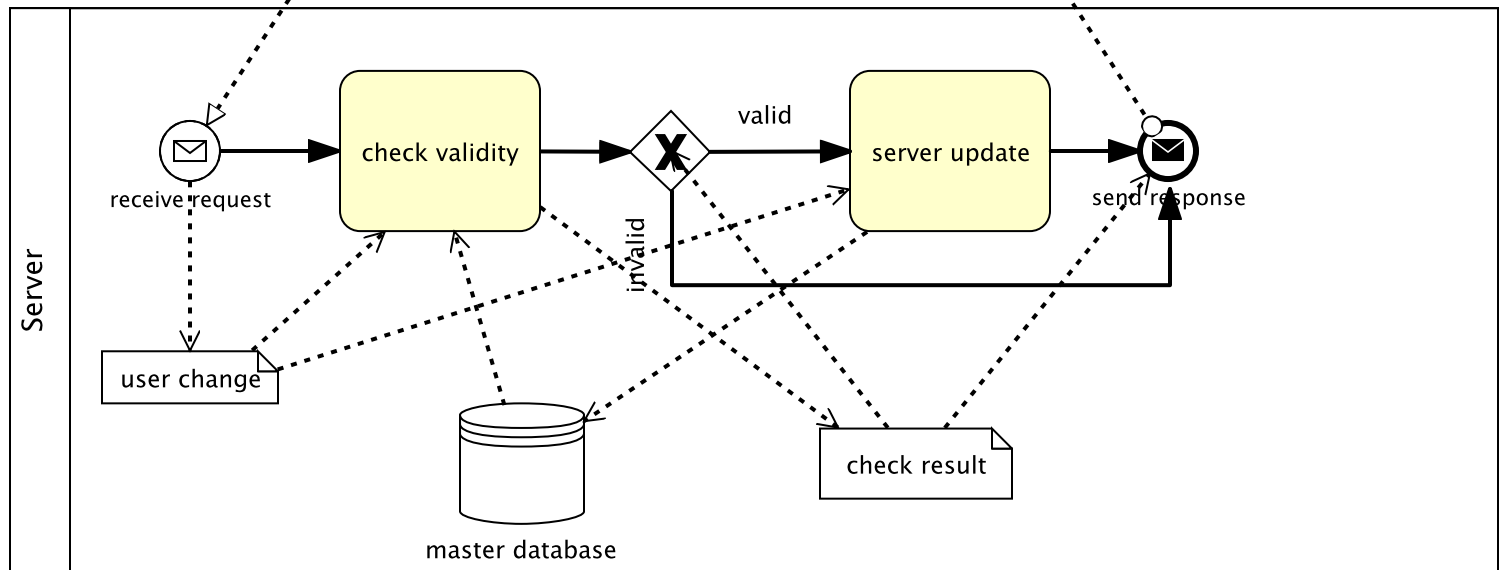 Server
valid
check validity
server update
receive request
send response
invalid
user change
check result
master database